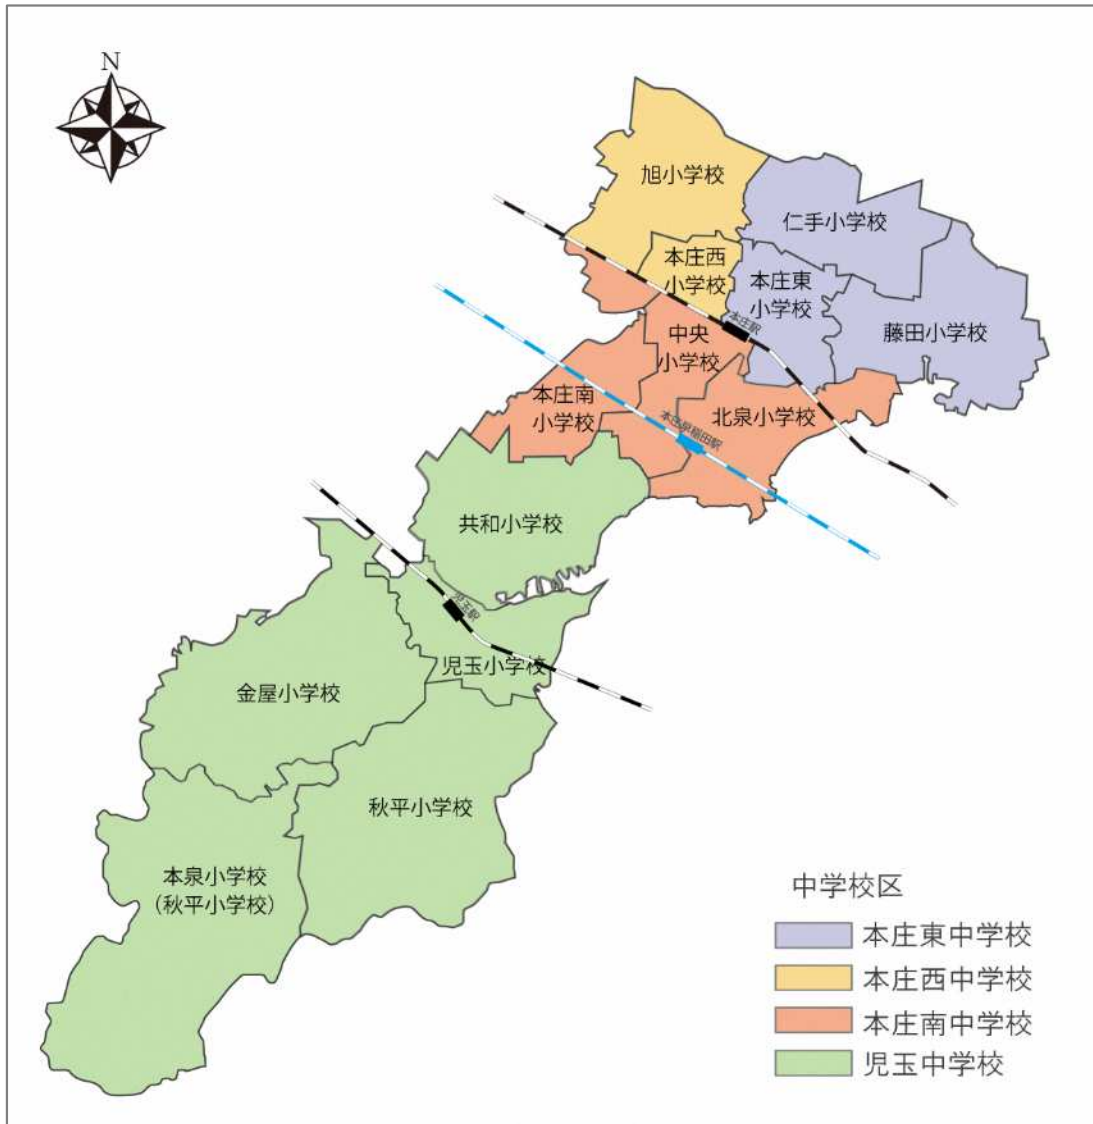 N
旭小学校
仁手小学校
本庄西
小学校
本庄東
小学校
本庄駅
藤田小学校
中央
小学校
本庄南
小学校
北泉小学校
本庄早稲田駅
共和小学校
児玉駅
児玉小学校
金屋小学校
秋平小学校
本泉小学校
（秋平小学校）
中学校区
本庄東中学校
本庄西中学校
本庄南中学校
児玉中学校